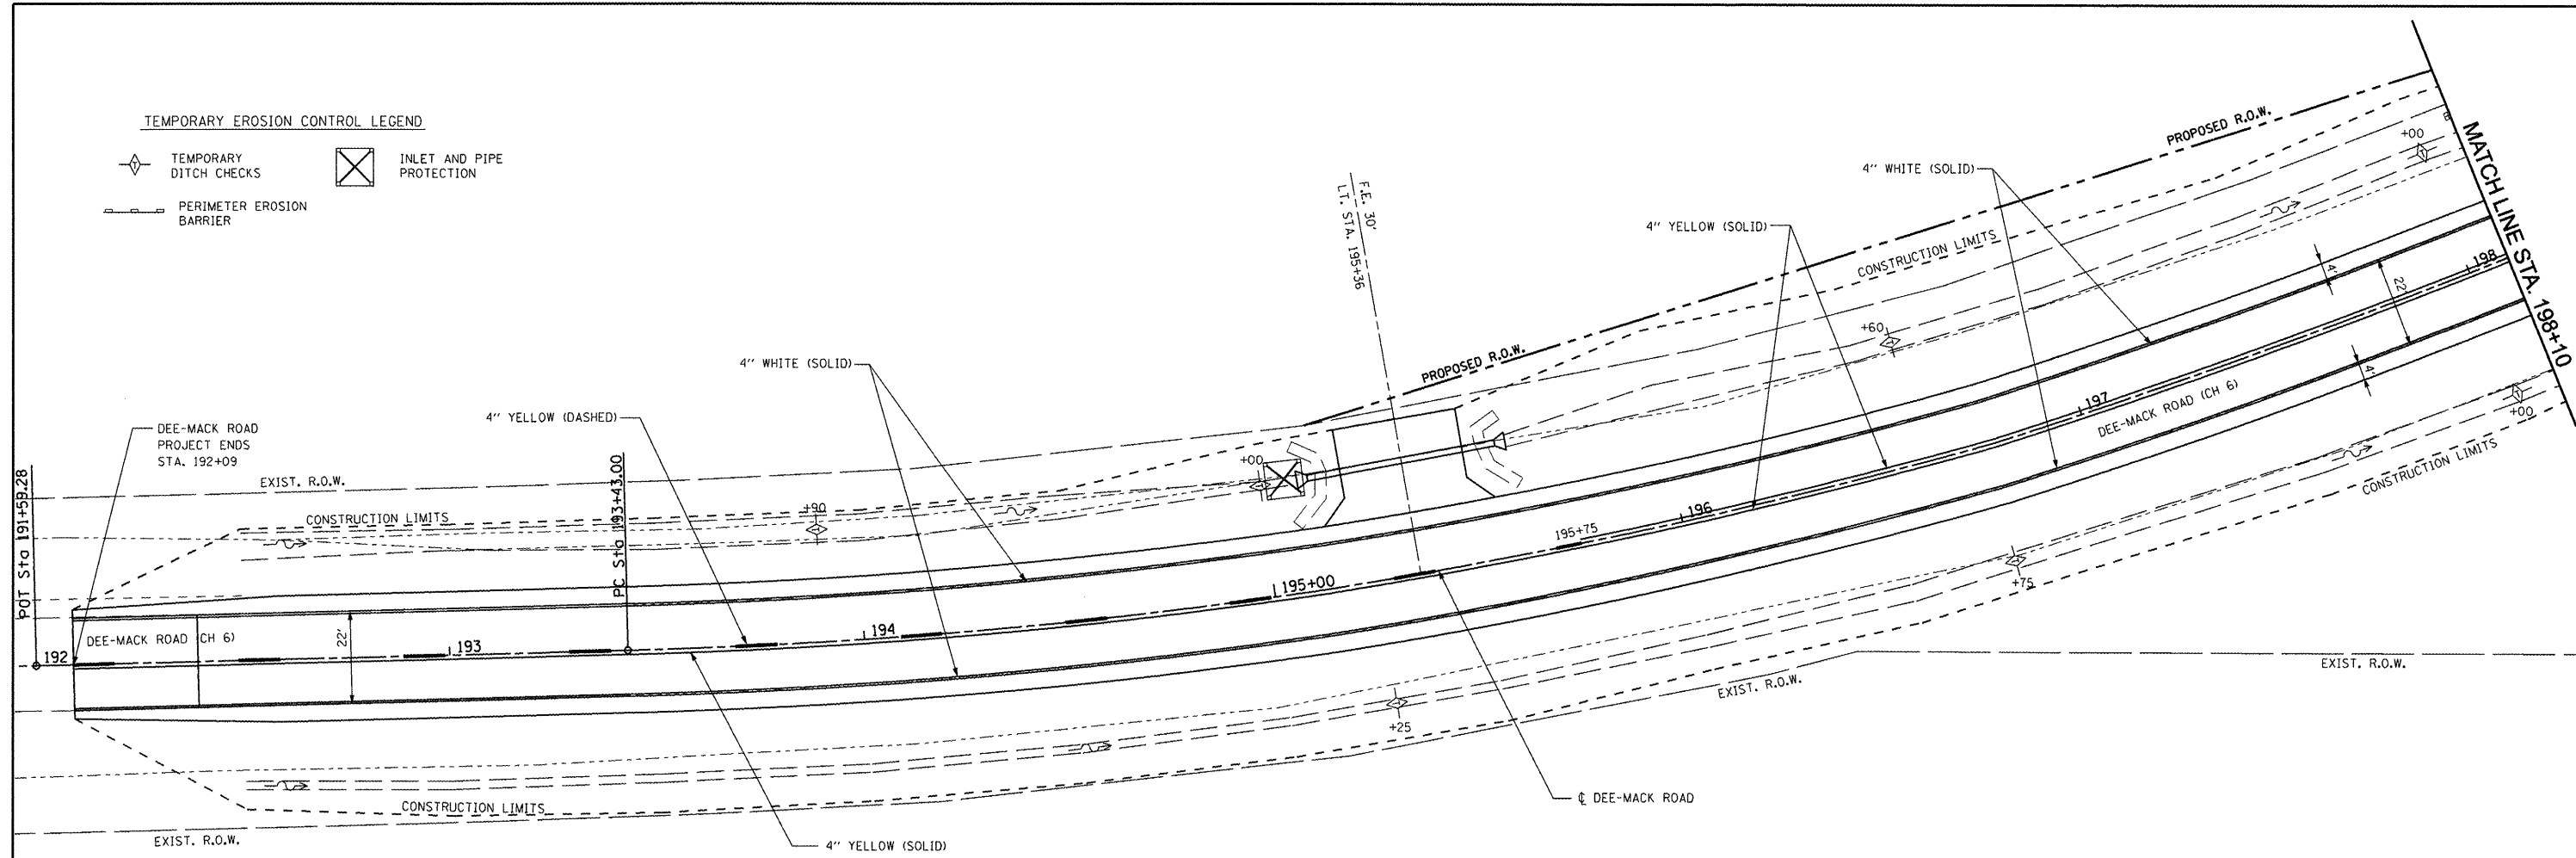 TEMPORARY EROSION CONTROL LEGEND
TEMPORARY
DITCH CHECKS
INLET AND PIPE
PROTECTION
PERIMETER EROSION
BARRIER
F.E. 30'
LT. STA. 195+36
PROPOSED R.O.W.
+00
MATCH LINE STA. 198+10
4" WHITE (SOLID)
4" YELLOW (SOLID)
CONSTRUCTION LIMITS
198
4'
22'
+60
4'
PROPOSED R.O.W.
4" WHITE (SOLID)
197
DEE-MACK ROAD (CH 6)
+00
4" YELLOW (DASHED)
DEE-MACK ROAD
PROJECT ENDS
STA. 192+09
POT Sta 191+59.28
EXIST. R.O.W.
PC Sta 193+43.00
+00
CONSTRUCTION LIMITS
+90
CONSTRUCTION LIMITS
195+75
196
+75
195+00
194
193
192
DEE-MACK ROAD (CH 6)
22'
EXIST. R.O.W.
EXIST. R.O.W.
+25
CONSTRUCTION LIMITS
℄ DEE-MACK ROAD
EXIST. R.O.W.
4" YELLOW (SOLID)